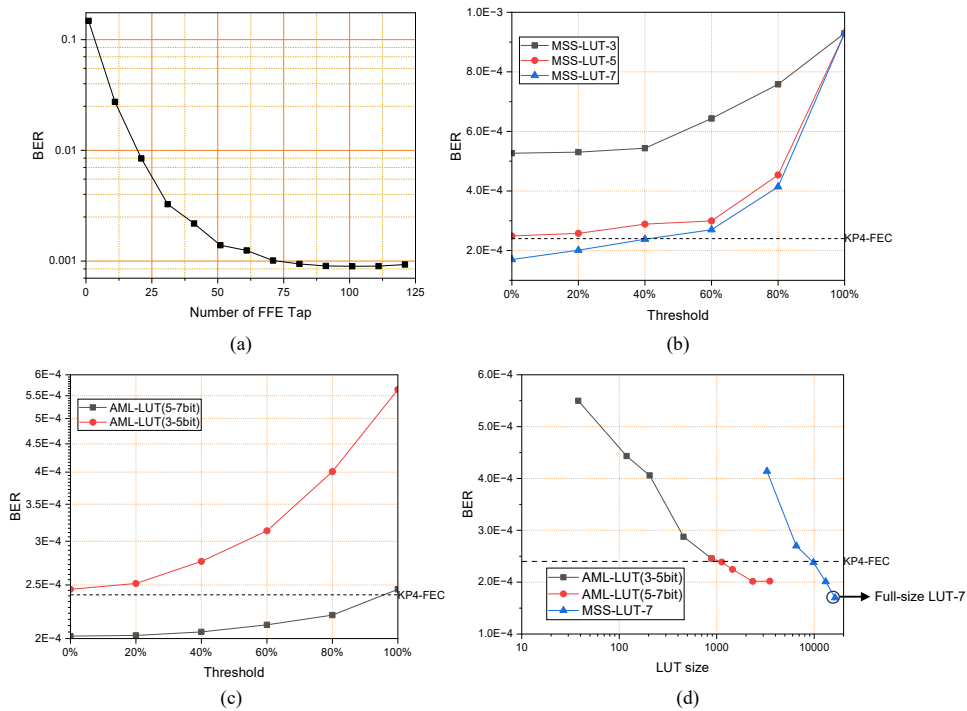 0.1
0.01
0.001
BER
0 25 50 75 100 125
Number of FFE Tap
(a)
1.0E−3
8.0E−4
6.0E−4
4.0E−4
2.0E−4
BER
MSS-LUT-3
MSS-LUT-5
MSS-LUT-7
KP4-FEC
0% 20% 40% 60% 80% 100%
Threshold
(b)
6E−4
5.5E−4
5E−4
4.5E−4
4E−4
3.5E−4
3E−4
2.5E−4
2E−4
BER
AML-LUT(5-7bit)
AML-LUT(3-5bit)
KP4-FEC
0% 20% 40% 60% 80% 100%
Threshold
(c)
6.0E−4
5.0E−4
4.0E−4
3.0E−4
2.0E−4
1.0E−4
BER
KP4-FEC
AML-LUT(3-5bit)
AML-LUT(5-7bit)
MSS-LUT-7
Full-size LUT-7
10 100 1000 10000
LUT size
(d)